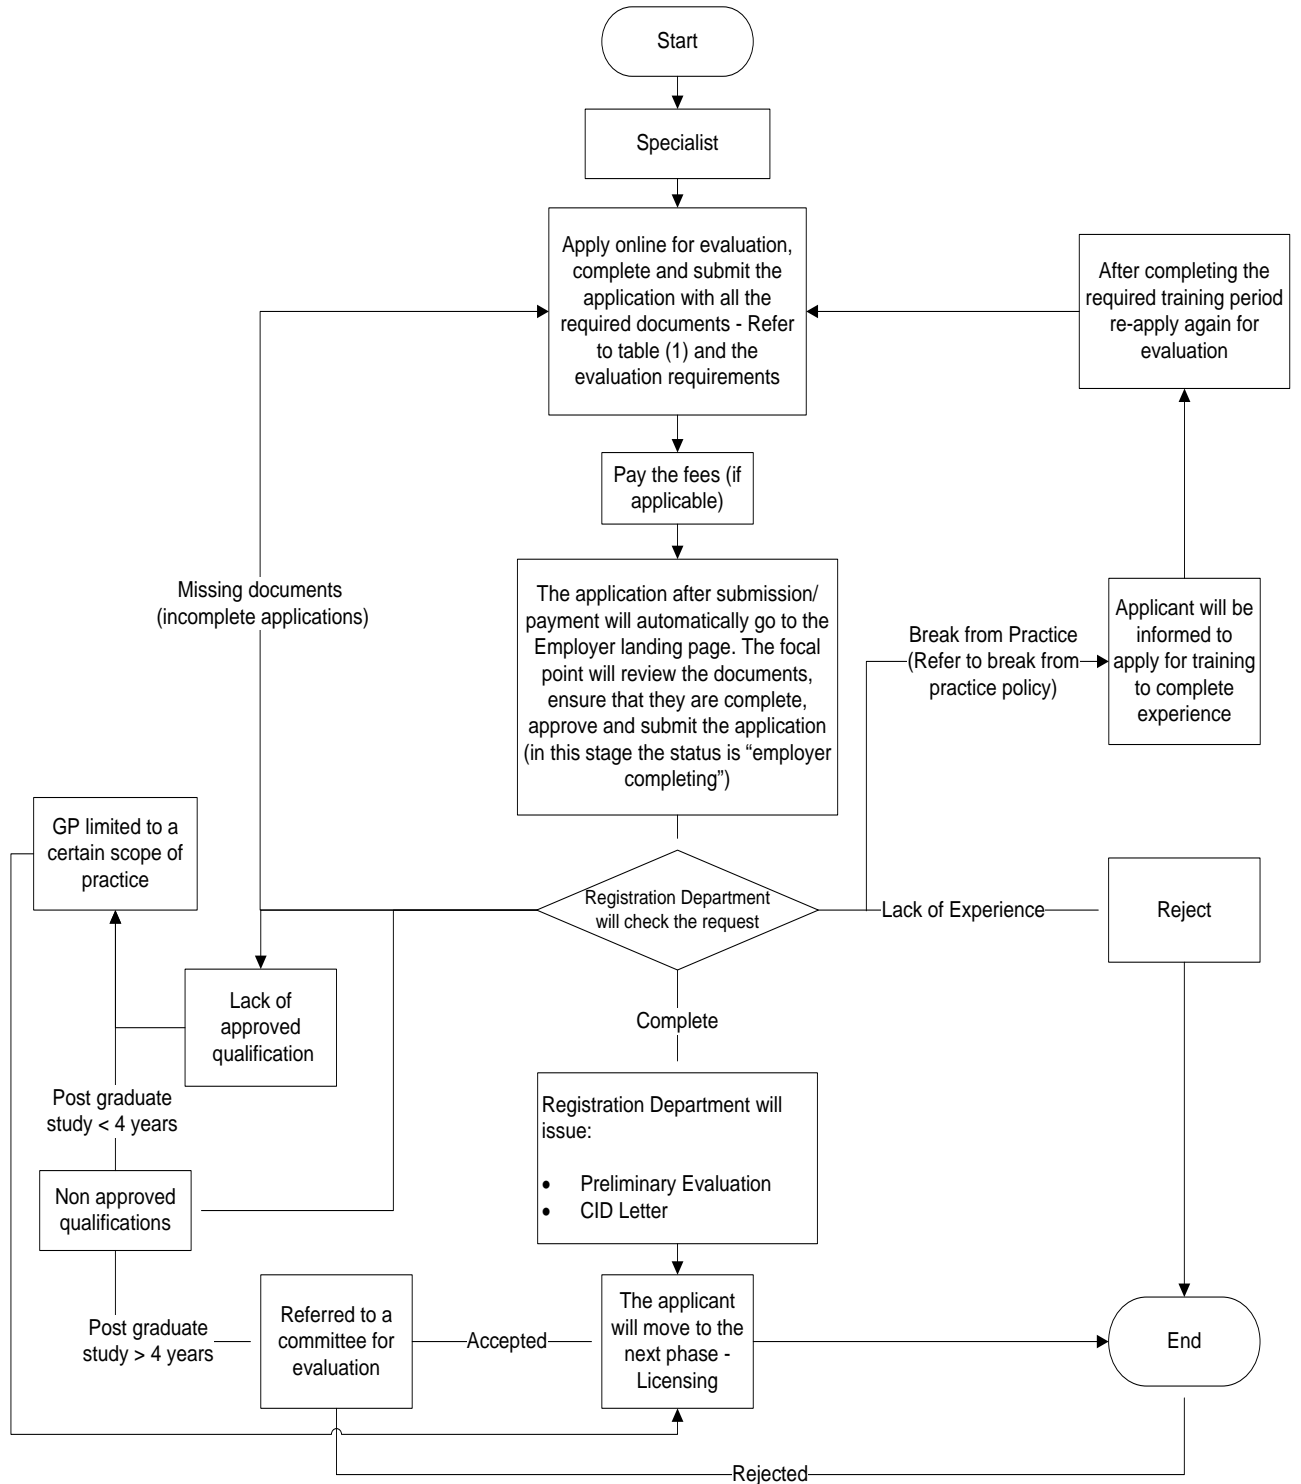 Start
Specialist
Apply online for evaluation,
complete and submit the
application with all the
required documents - Refer
to table (1) and the
evaluation requirements
After completing the
required training period
re-apply again for
evaluation
Pay the fees (if
applicable)
Missing documents
(incomplete applications)
The application after submission/
payment will automatically go to the
Employer landing page. The focal
point will review the documents,
ensure that they are complete,
approve and submit the application
(in this stage the status is “employer
completing”)
Break from Practice
(Refer to break from
practice policy)
Applicant will be
informed to
apply for training
to complete
experience
GP limited to a
certain scope of
practice
Registration Department
will check the request
Lack of Experience
Reject
Lack of
approved
qualification
Complete
Post graduate
study < 4 years
Registration Department will
issue:
• Preliminary Evaluation
• CID Letter
Non approved
qualifications
Post graduate
study > 4 years
Referred to a
committee for
evaluation
Accepted
The applicant
will move to the
next phase -
Licensing
End
Rejected